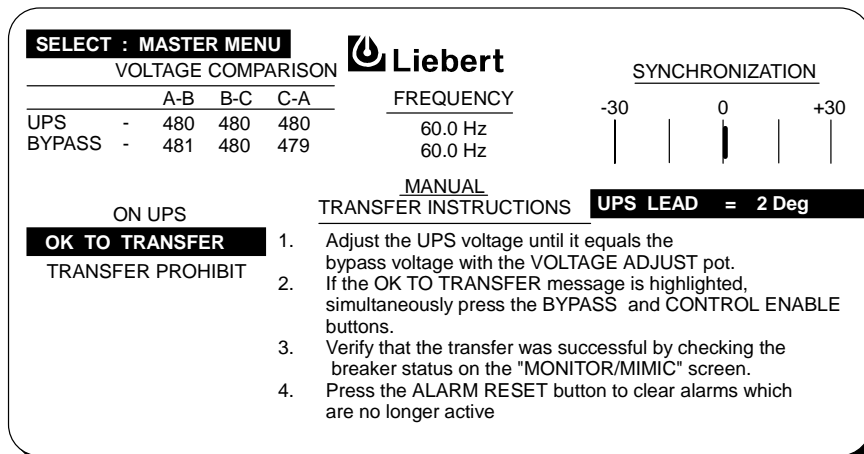 SELECT : MASTER MENU
Liebert
VOLTAGE COMPARISON
SYNCHRONIZATION
A-B B-C C-A
FREQUENCY
-30 0 +30
UPS - 480 480 480
60.0 Hz
BYPASS - 481 480 479
60.0 Hz
MANUAL
TRANSFER INSTRUCTIONS
UPS LEAD = 2 Deg
ON UPS
OK TO TRANSFER
TRANSFER PROHIBIT
1. Adjust the UPS voltage until it equals the
bypass voltage with the VOLTAGE ADJUST pot.
2. If the OK TO TRANSFER message is highlighted,
simultaneously press the BYPASS and CONTROL ENABLE
buttons.
3. Verify that the transfer was successful by checking the
breaker status on the "MONITOR/MIMIC" screen.
4. Press the ALARM RESET button to clear alarms which
are no longer active